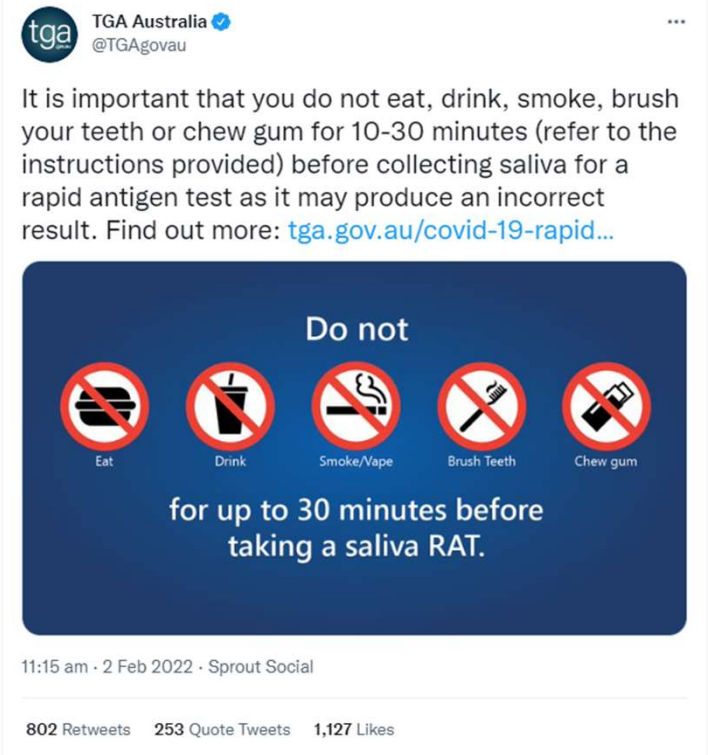 tga
TGA Australia
@TGAgovau
It is important that you do not eat, drink, smoke, brush
your teeth or chew gum for 10-30 minutes (refer to the
instructions provided) before collecting saliva for a
rapid antigen test as it may produce an incorrect
result. Find out more: tga.gov.au/covid-19-rapid...
Do not
Eat
Drink
Smoke/Vape
Brush Teeth
Chew gum
for up to 30 minutes before
taking a saliva RAT.
11:15 am · 2 Feb 2022 · Sprout Social
802 Retweets 253 Quote Tweets 1,127 Likes